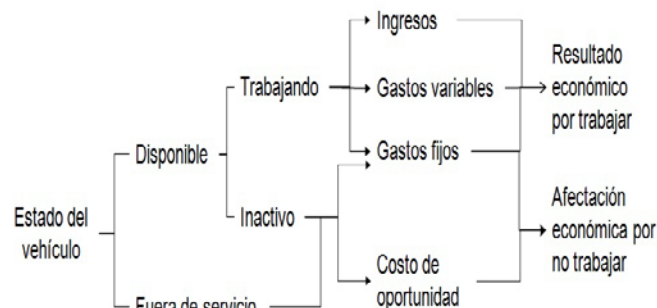 Ingresos
Resultado
económico
por trabajar
Trabajando
Gastos variables
Disponible
Gastos fijos
Estado del
vehículo
Inactivo
Afectación
económica por
no trabajar
Costo de
oportunidad
Fuera de servicio